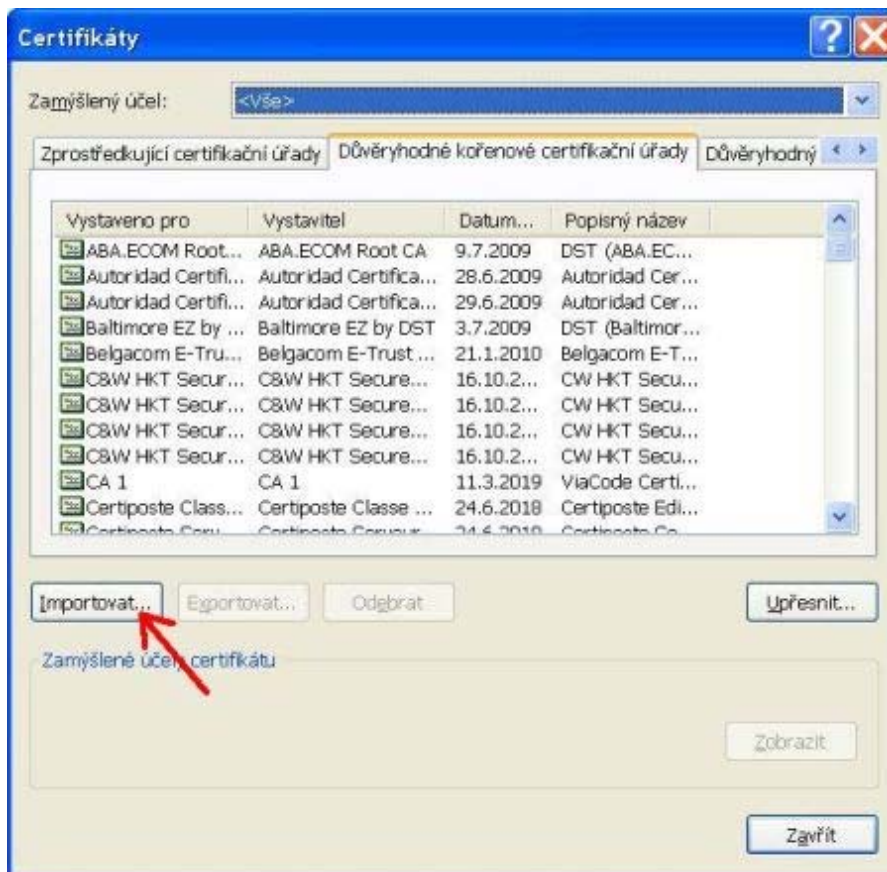 Certifikáty
Zamýšlený účel: <Vše>
Zprostředkující certifikační úřady Důvěryhodné kořenové certifikační úřady Důvěryhodný
Vystaveno pro Vystavitel Datum... Popisný název
ABA.ECOM Root... ABA.ECOM Root CA 9.7.2009 DST (ABA.EC...
Autoridad Certifi... Autoridad Certifica... 28.6.2009 Autoridad Cer...
Autoridad Certifi... Autoridad Certifica... 29.6.2009 Autoridad Cer...
Baltimore EZ by ... Baltimore EZ by DST 3.7.2009 DST (Baltimor...
Belgacom E-Tru... Belgacom E-Trust ... 21.1.2010 Belgacom E-T...
C&W HKT Secur... C&W HKT Secure... 16.10.2... CW HKT Secu...
C&W HKT Secur... C&W HKT Secure... 16.10.2... CW HKT Secu...
C&W HKT Secur... C&W HKT Secure... 16.10.2... CW HKT Secu...
C&W HKT Secur... C&W HKT Secure... 16.10.2... CW HKT Secu...
CA 1 CA 1 11.3.2019 ViaCode Certi...
Certiposte Class... Certiposte Classe ... 24.6.2018 Certiposte Edi...
Importovat... Exportovat... Odebrat Upřesnit...
Zamýšlené účely certifikátu
Zobrazit
Zavřít